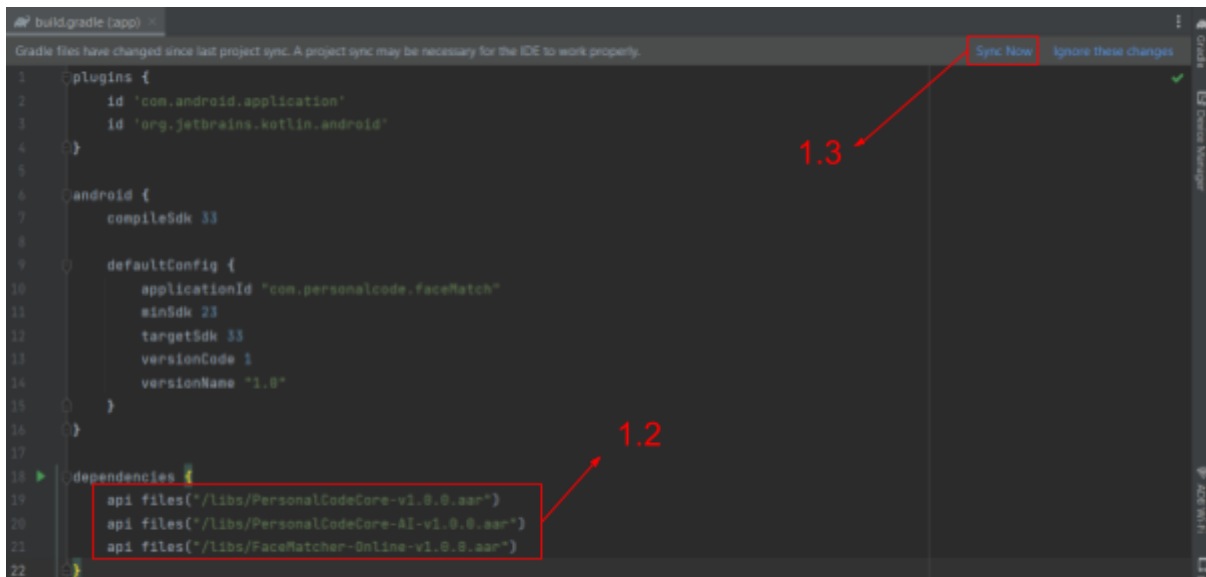 build.gradle (:app)
Gradle files have changed since last project sync. A project sync may be necessary for the IDE to work properly.
Sync Now
Ignore these changes
Gradle
1 plugins {
2 id 'com.android.application'
3 id 'org.jetbrains.kotlin.android'
4 }
Device Manager
1.3
5
6 android {
7 compileSdk 33
8
9 defaultConfig {
10 applicationId "com.personalcode.faceMatch"
11 minSdk 23
12 targetSdk 33
13 versionCode 1
14 versionName "1.0"
15 }
16 }
1.2
17
18 dependencies {
19 api files("/libs/PersonalCodeCore-v1.0.0.aar")
20 api files("/libs/PersonalCodeCore-AI-v1.0.0.aar")
21 api files("/libs/FaceMatcher-Online-v1.0.0.aar")
22 }
ADB Wi-Fi